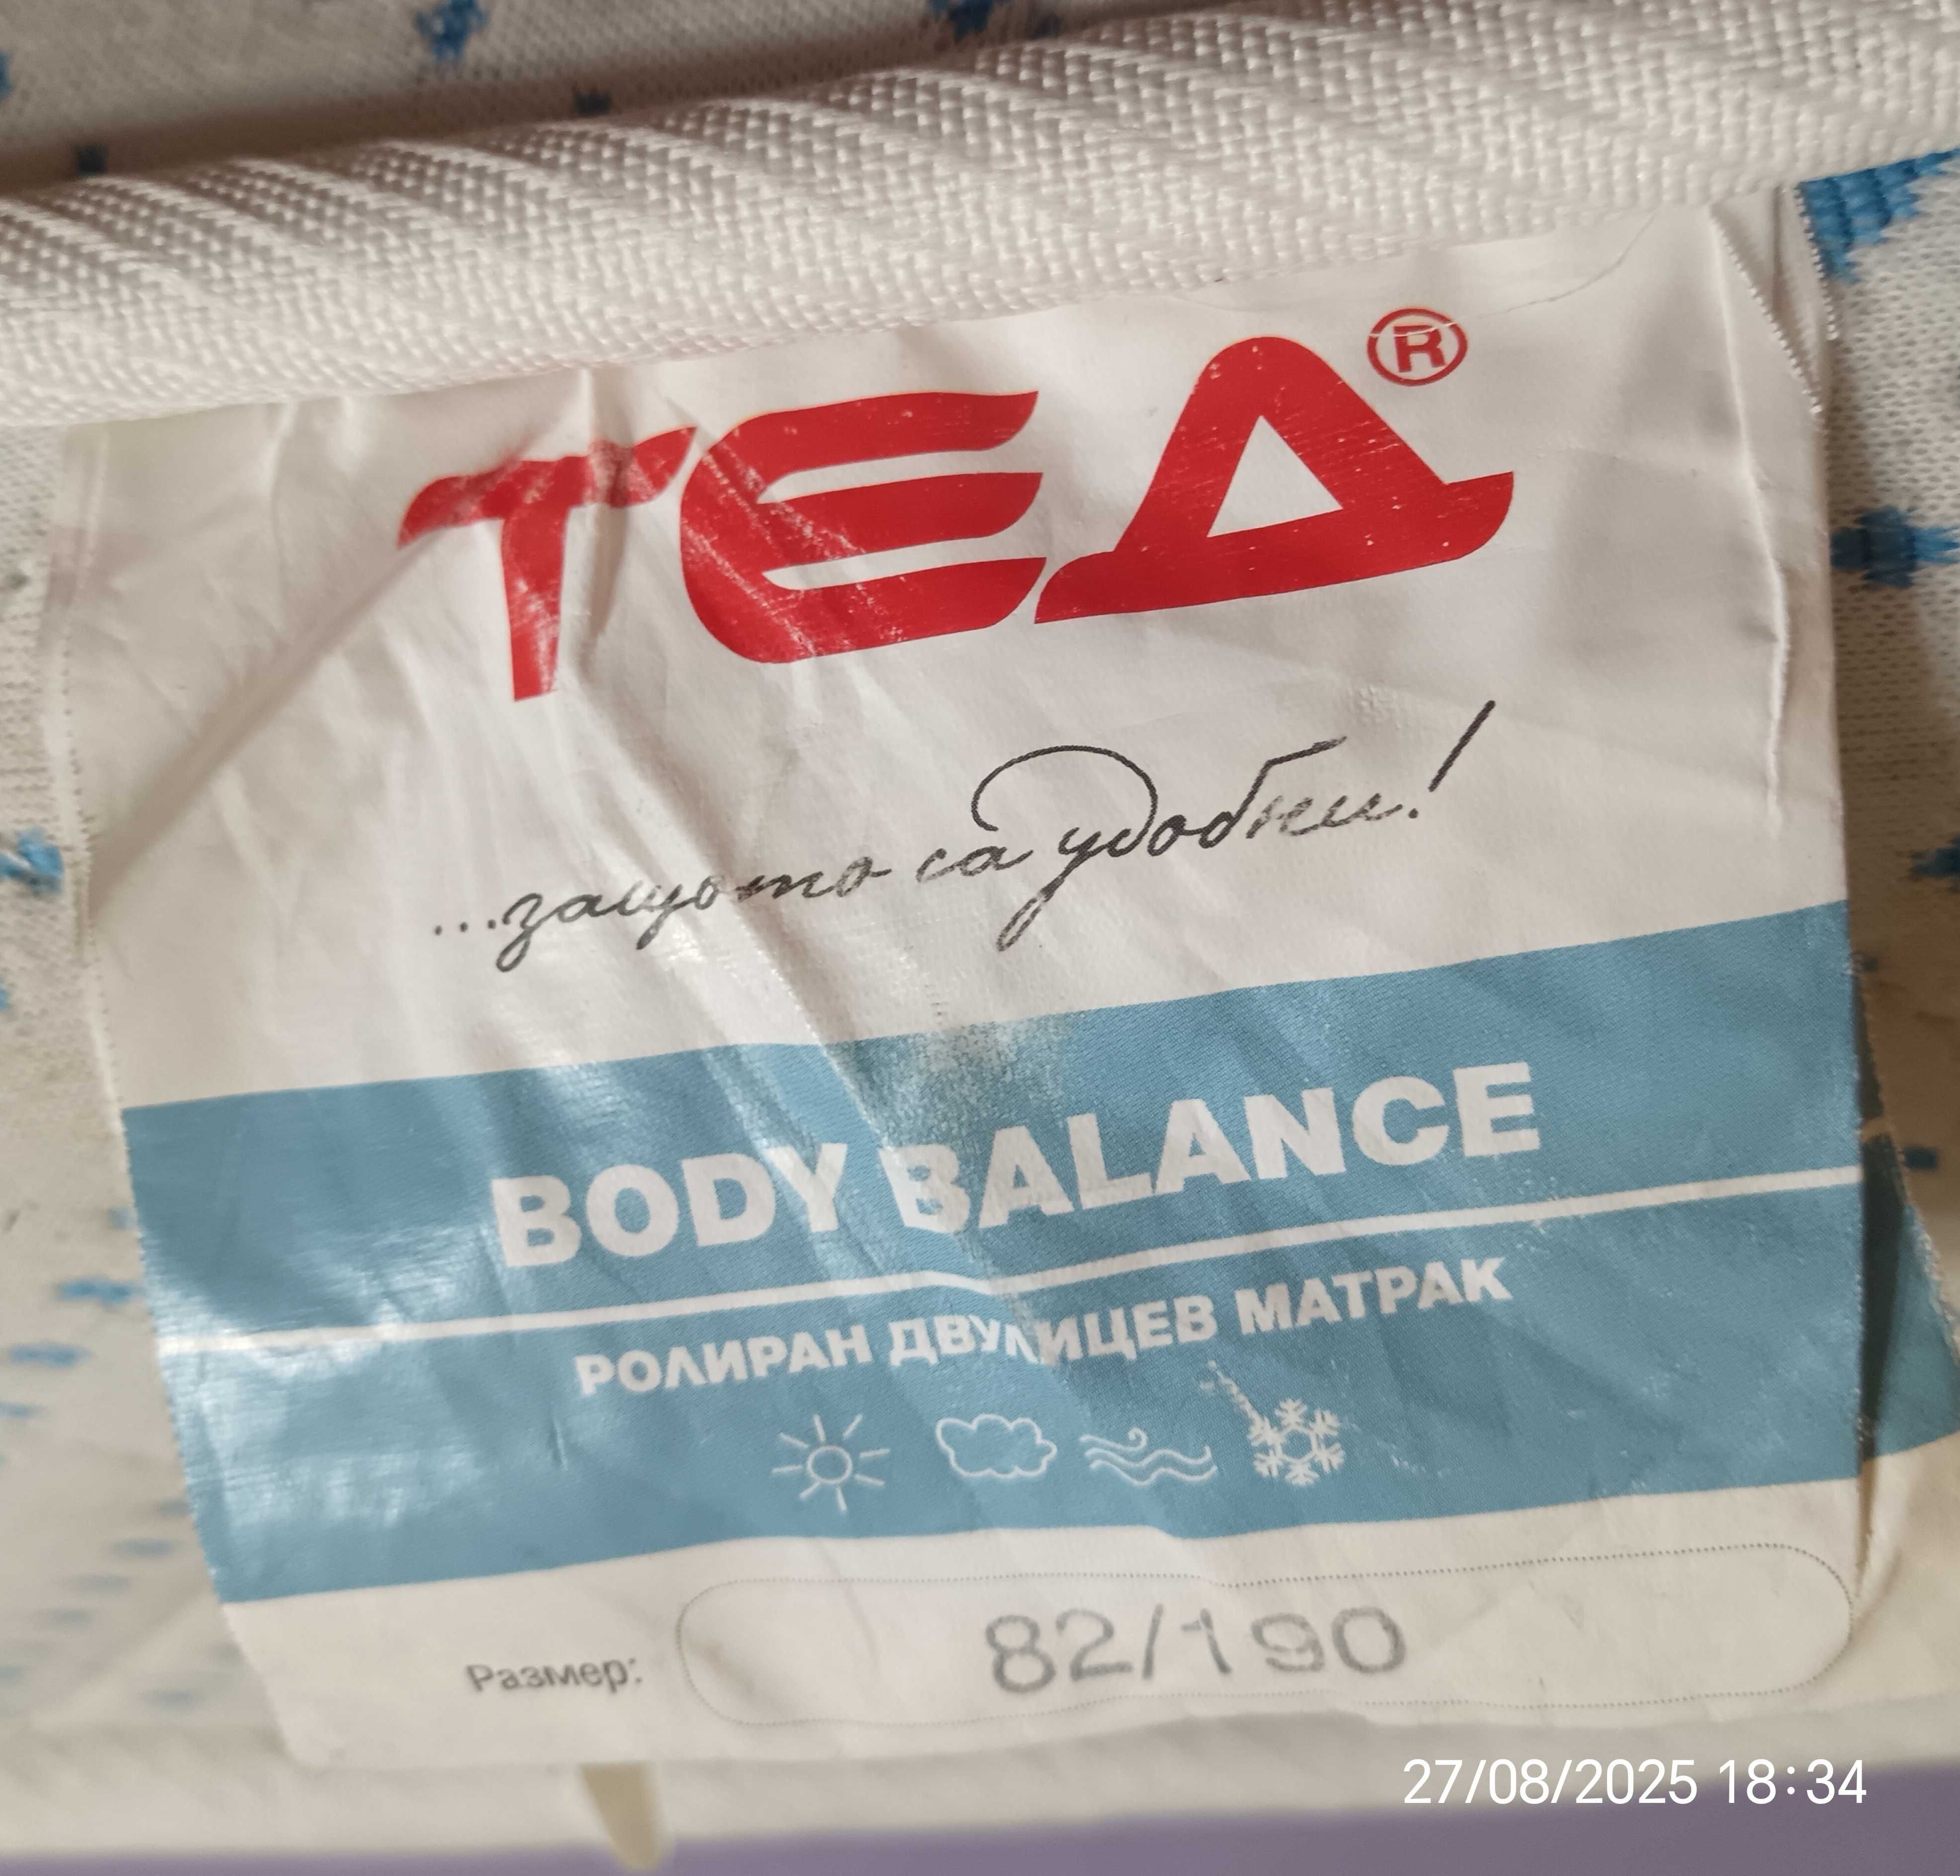 ТЕД®
...защото са удобни!
BODY BALANCE
РОЛИРАН ДВУЛИЦЕВ МАТРАК
Размер: 82/190
27/08/2025 18:34